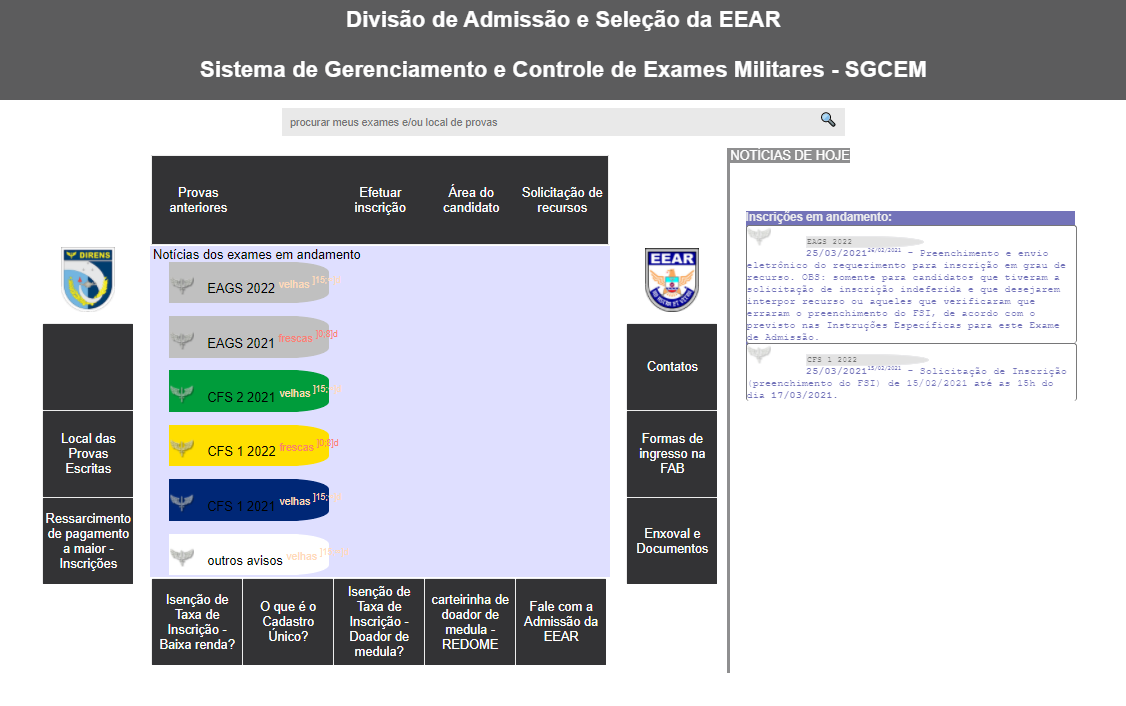 Divisão de Admissão e Seleção da EEAR
Sistema de Gerenciamento e Controle de Exames Militares - SGCEM
procurar meus exames e/ou local de provas
Provas
anteriores
Efetuar
inscrição
Área do
candidato
Solicitação de
recursos
DIRENS
Local das
Provas
Escritas
Ressarcimento
de pagamento
a maior -
Inscrições
Notícias dos exames em andamento
EAGS 2022 velhas
EAGS 2021 frescas ]0;8]d
CFS 2 2021 velhas
CFS 1 2022 frescas ]0;8]d
CFS 1 2021 velhas
outros avisos velhas
Isenção de
Taxa de
Inscrição -
Baixa renda?
O que é o
Cadastro
Único?
Isenção de
Taxa de
Inscrição -
Doador de
medula?
carteirinha de
doador de
medula -
REDOME
Fale com a
Admissão da
EEAR
EEAR
Contatos
Formas de
ingresso na
FAB
Enxoval e
Documentos
NOTÍCIAS DE HOJE
Inscrições em andamento:
EAGS 2022
25/03/2021 26/02/2021 - Preenchimento e envio
eletrônico do requerimento para inscrição em grau de
recurso. OBS: somente para candidatos que tiveram a
solicitação de inscrição indeferida e que desejarem
interpor recurso ou aqueles que verificaram que
erraram o preenchimento do FSI, de acordo com o
previsto nas Instruções Específicas para este Exame
de Admissão.
CFS 1 2022
25/03/2021 15/02/2021 - Solicitação de Inscrição
(preenchimento do FSI) de 15/02/2021 até as 15h do
dia 17/03/2021.